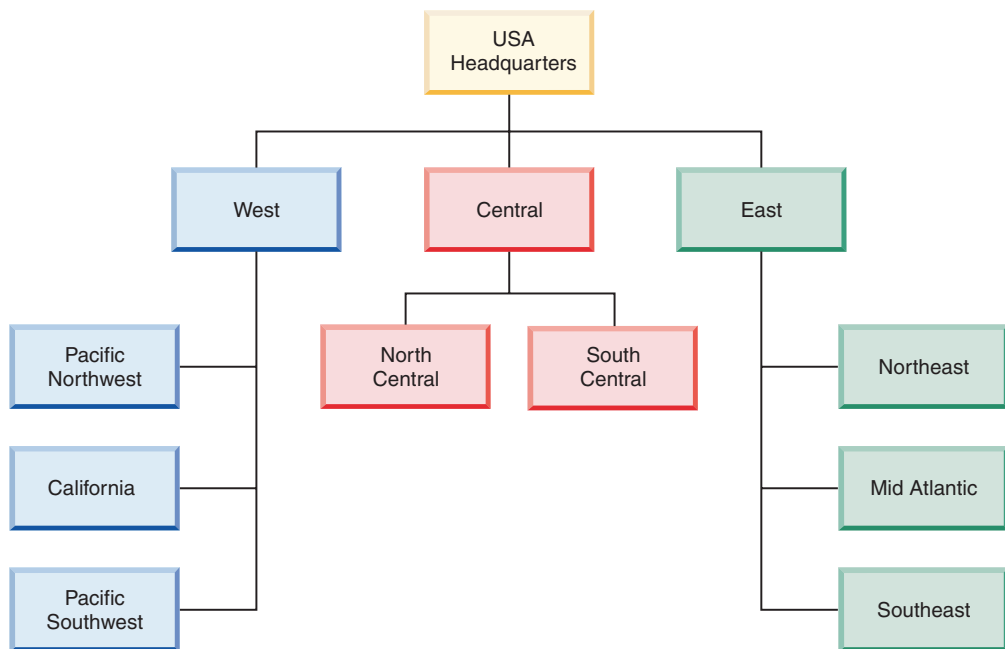 USA
Headquarters
West
Central
East
Pacific
Northwest
North
Central
South
Central
Northeast
California
Mid Atlantic
Pacific
Southwest
Southeast